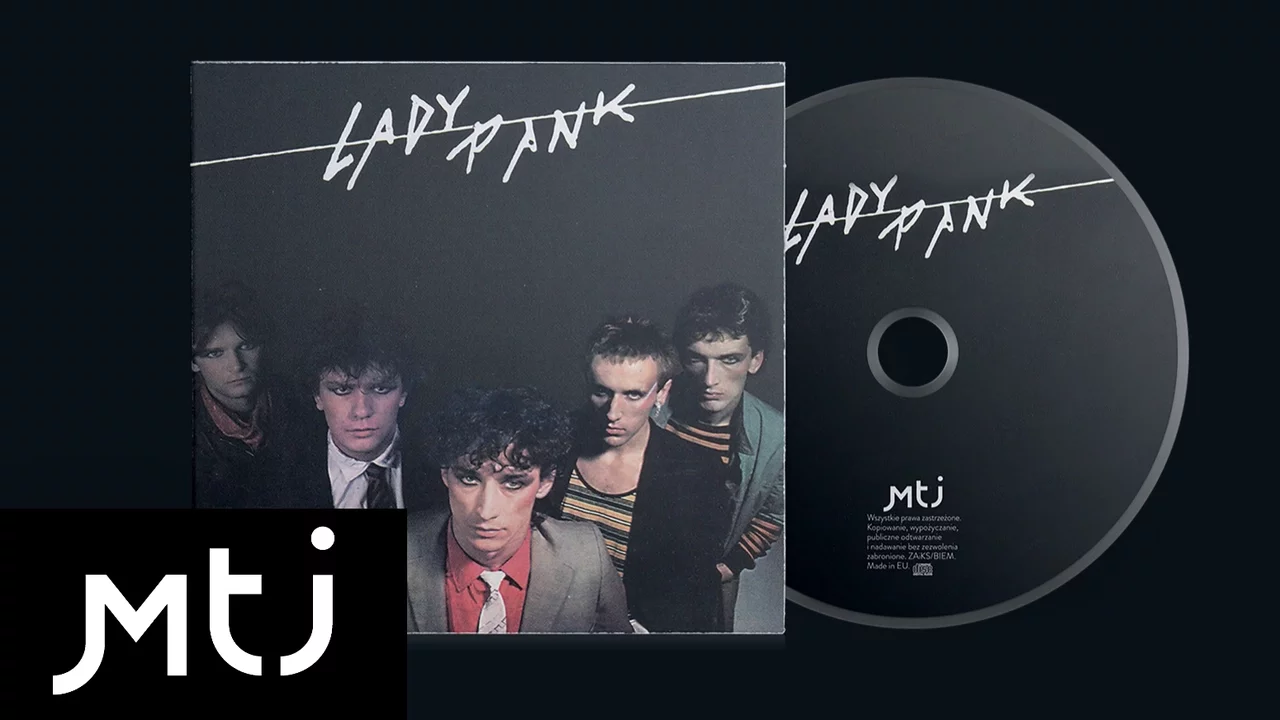 LADY PANK
LADY PANK
MTJ
Wszystkie prawa zastrzeżone.
Kopiowanie, wypożyczanie,
publiczne odtwarzanie
i nadawanie bez zezwolenia
zabronione. ZAiKS/BIEM.
Made in EU.
MTJ